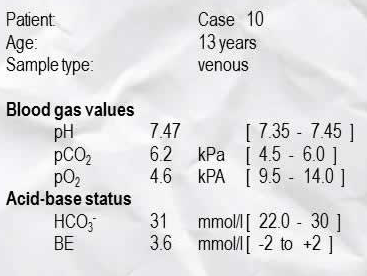 Patient: Case 10
Age: 13 years
Sample type: venous
Blood gas values
pH 7.47 [ 7.35 - 7.45 ]
pCO₂ 6.2 kPa [ 4.5 - 6.0 ]
pO₂ 4.6 kPA [ 9.5 - 14.0 ]
Acid-base status
HCO₃⁻ 31 mmol/l [ 22.0 - 30 ]
BE 3.6 mmol/l [ -2 to +2 ]